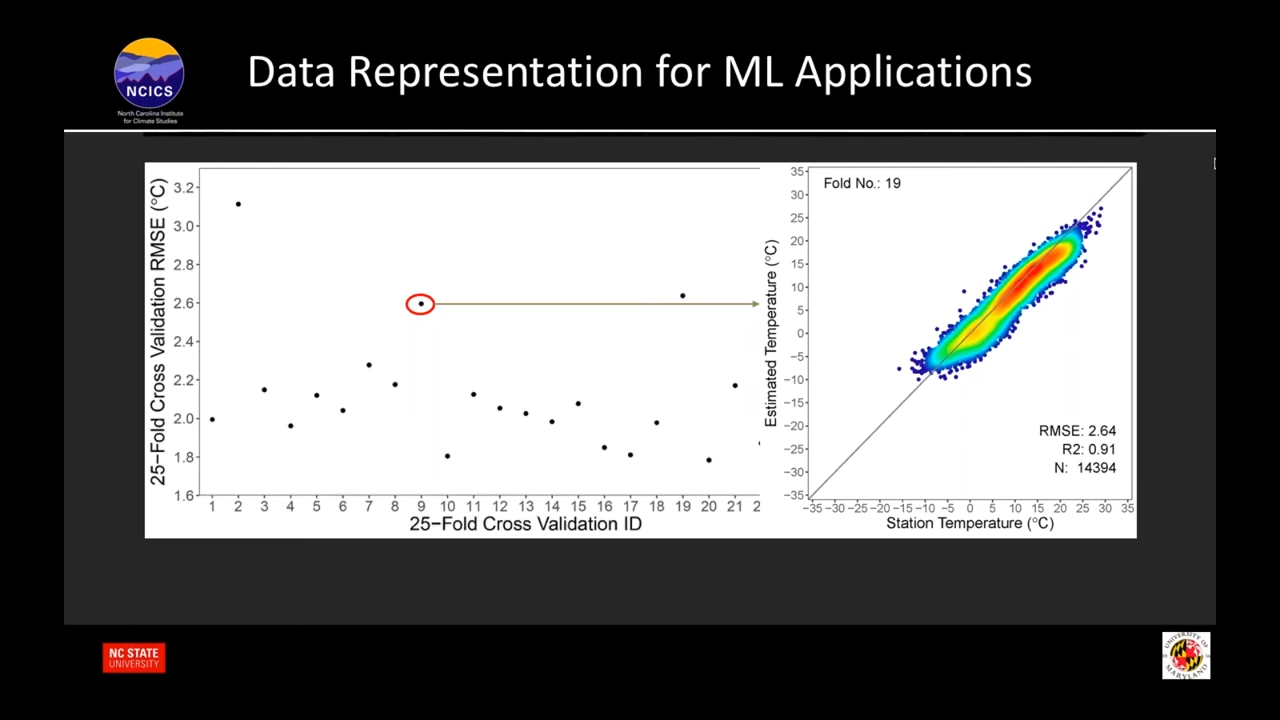 NCICS
North Carolina Institute
for Climate Studies
Data Representation for ML Applications
25−Fold Cross Validation RMSE (°C)
3.2
3.0
2.8
2.6
2.4
2.2
2.0
1.8
1.6
1 2 3 4 5 6 7 8 9 10 11 12 13 14 15 16 17 18 19 20 21 2
25−Fold Cross Validation ID
Estimated Temperature (°C)
35
30
25
20
15
10
5
0
−5
−10
−15
−20
−25
−30
−35
Fold No.: 19
RMSE: 2.64
R2: 0.91
N: 14394
−35 −30 −25 −20 −15 −10 −5 0 5 10 15 20 25 30 35
Station Temperature (°C)
NC STATE
UNIVERSITY
UNIVERSITY OF
MARYLAND